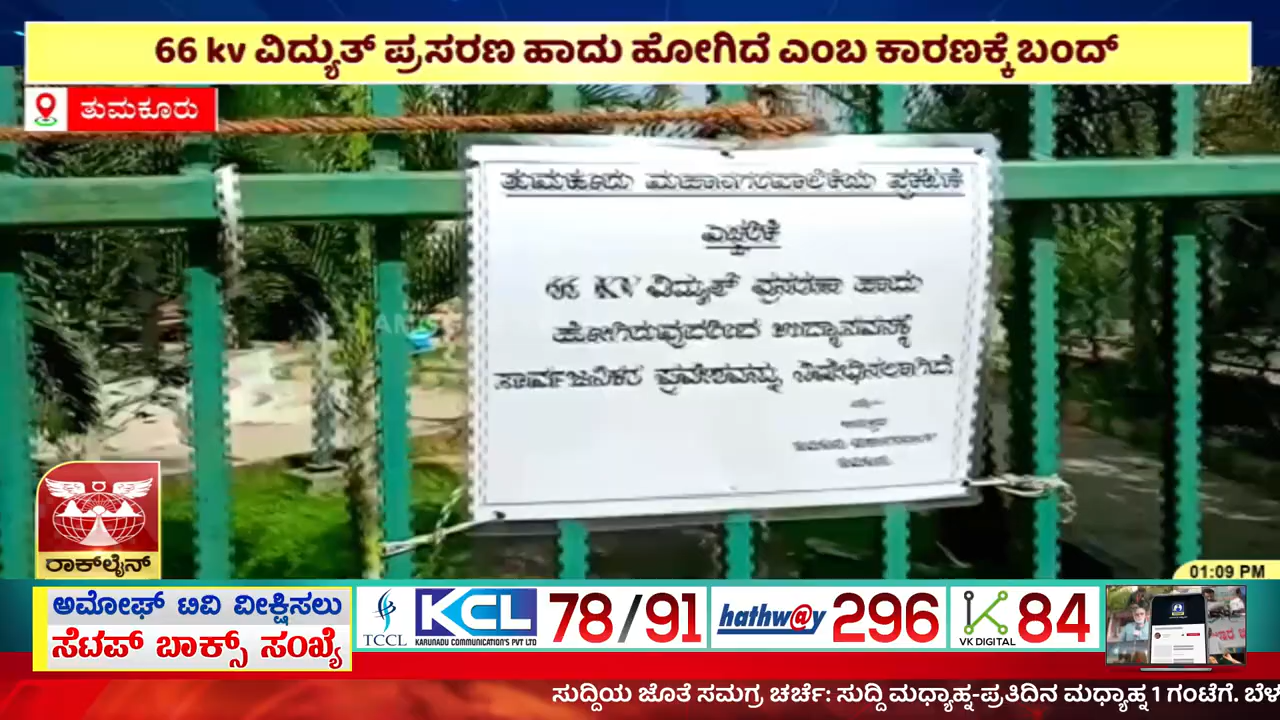 66 kv ವಿದ್ಯುತ್ ಪ್ರಸರಣ ಹಾದು ಹೋಗಿದೆ ಎಂಬ ಕಾರಣಕ್ಕೆ ಬಂದ್
ತುಮಕೂರು
ತುಮಕೂರು ಮಹಾನಗರಪಾಲಿಕೆಯ ಪ್ರಕಟಣೆ
ಎಚ್ಚರಿಕೆ
66 KV ವಿದ್ಯುತ್ ಪ್ರಸರಣಾ ಹಾದು
ಹೋಗಿರುವುದರಿಂದ ಉದ್ಯಾನವನಕ್ಕೆ
ಸಾರ್ವಜನಿಕರ ಪ್ರವೇಶವನ್ನು ನಿಷೇಧಿಸಲಾಗಿದೆ
ರಾಕ್‌ಲೈನ್
01:09 PM
ಅಮೋಘ್ ಟಿವಿ ವೀಕ್ಷಿಸಲು
ಸೆಟಪ್ ಬಾಕ್ಸ್ ಸಂಖ್ಯೆ
TCCL
KCL
KARUNADU COMMUNICATION'S PVT LTD
78/91
hathw@y
296
VK DIGITAL
84
ಸುದ್ದಿಯ ಜೊತೆ ಸಮಗ್ರ ಚರ್ಚೆ: ಸುದ್ದಿ ಮಧ್ಯಾಹ್ನ-ಪ್ರತಿದಿನ ಮಧ್ಯಾಹ್ನ 1 ಗಂಟೆಗೆ. ಬೆಳ